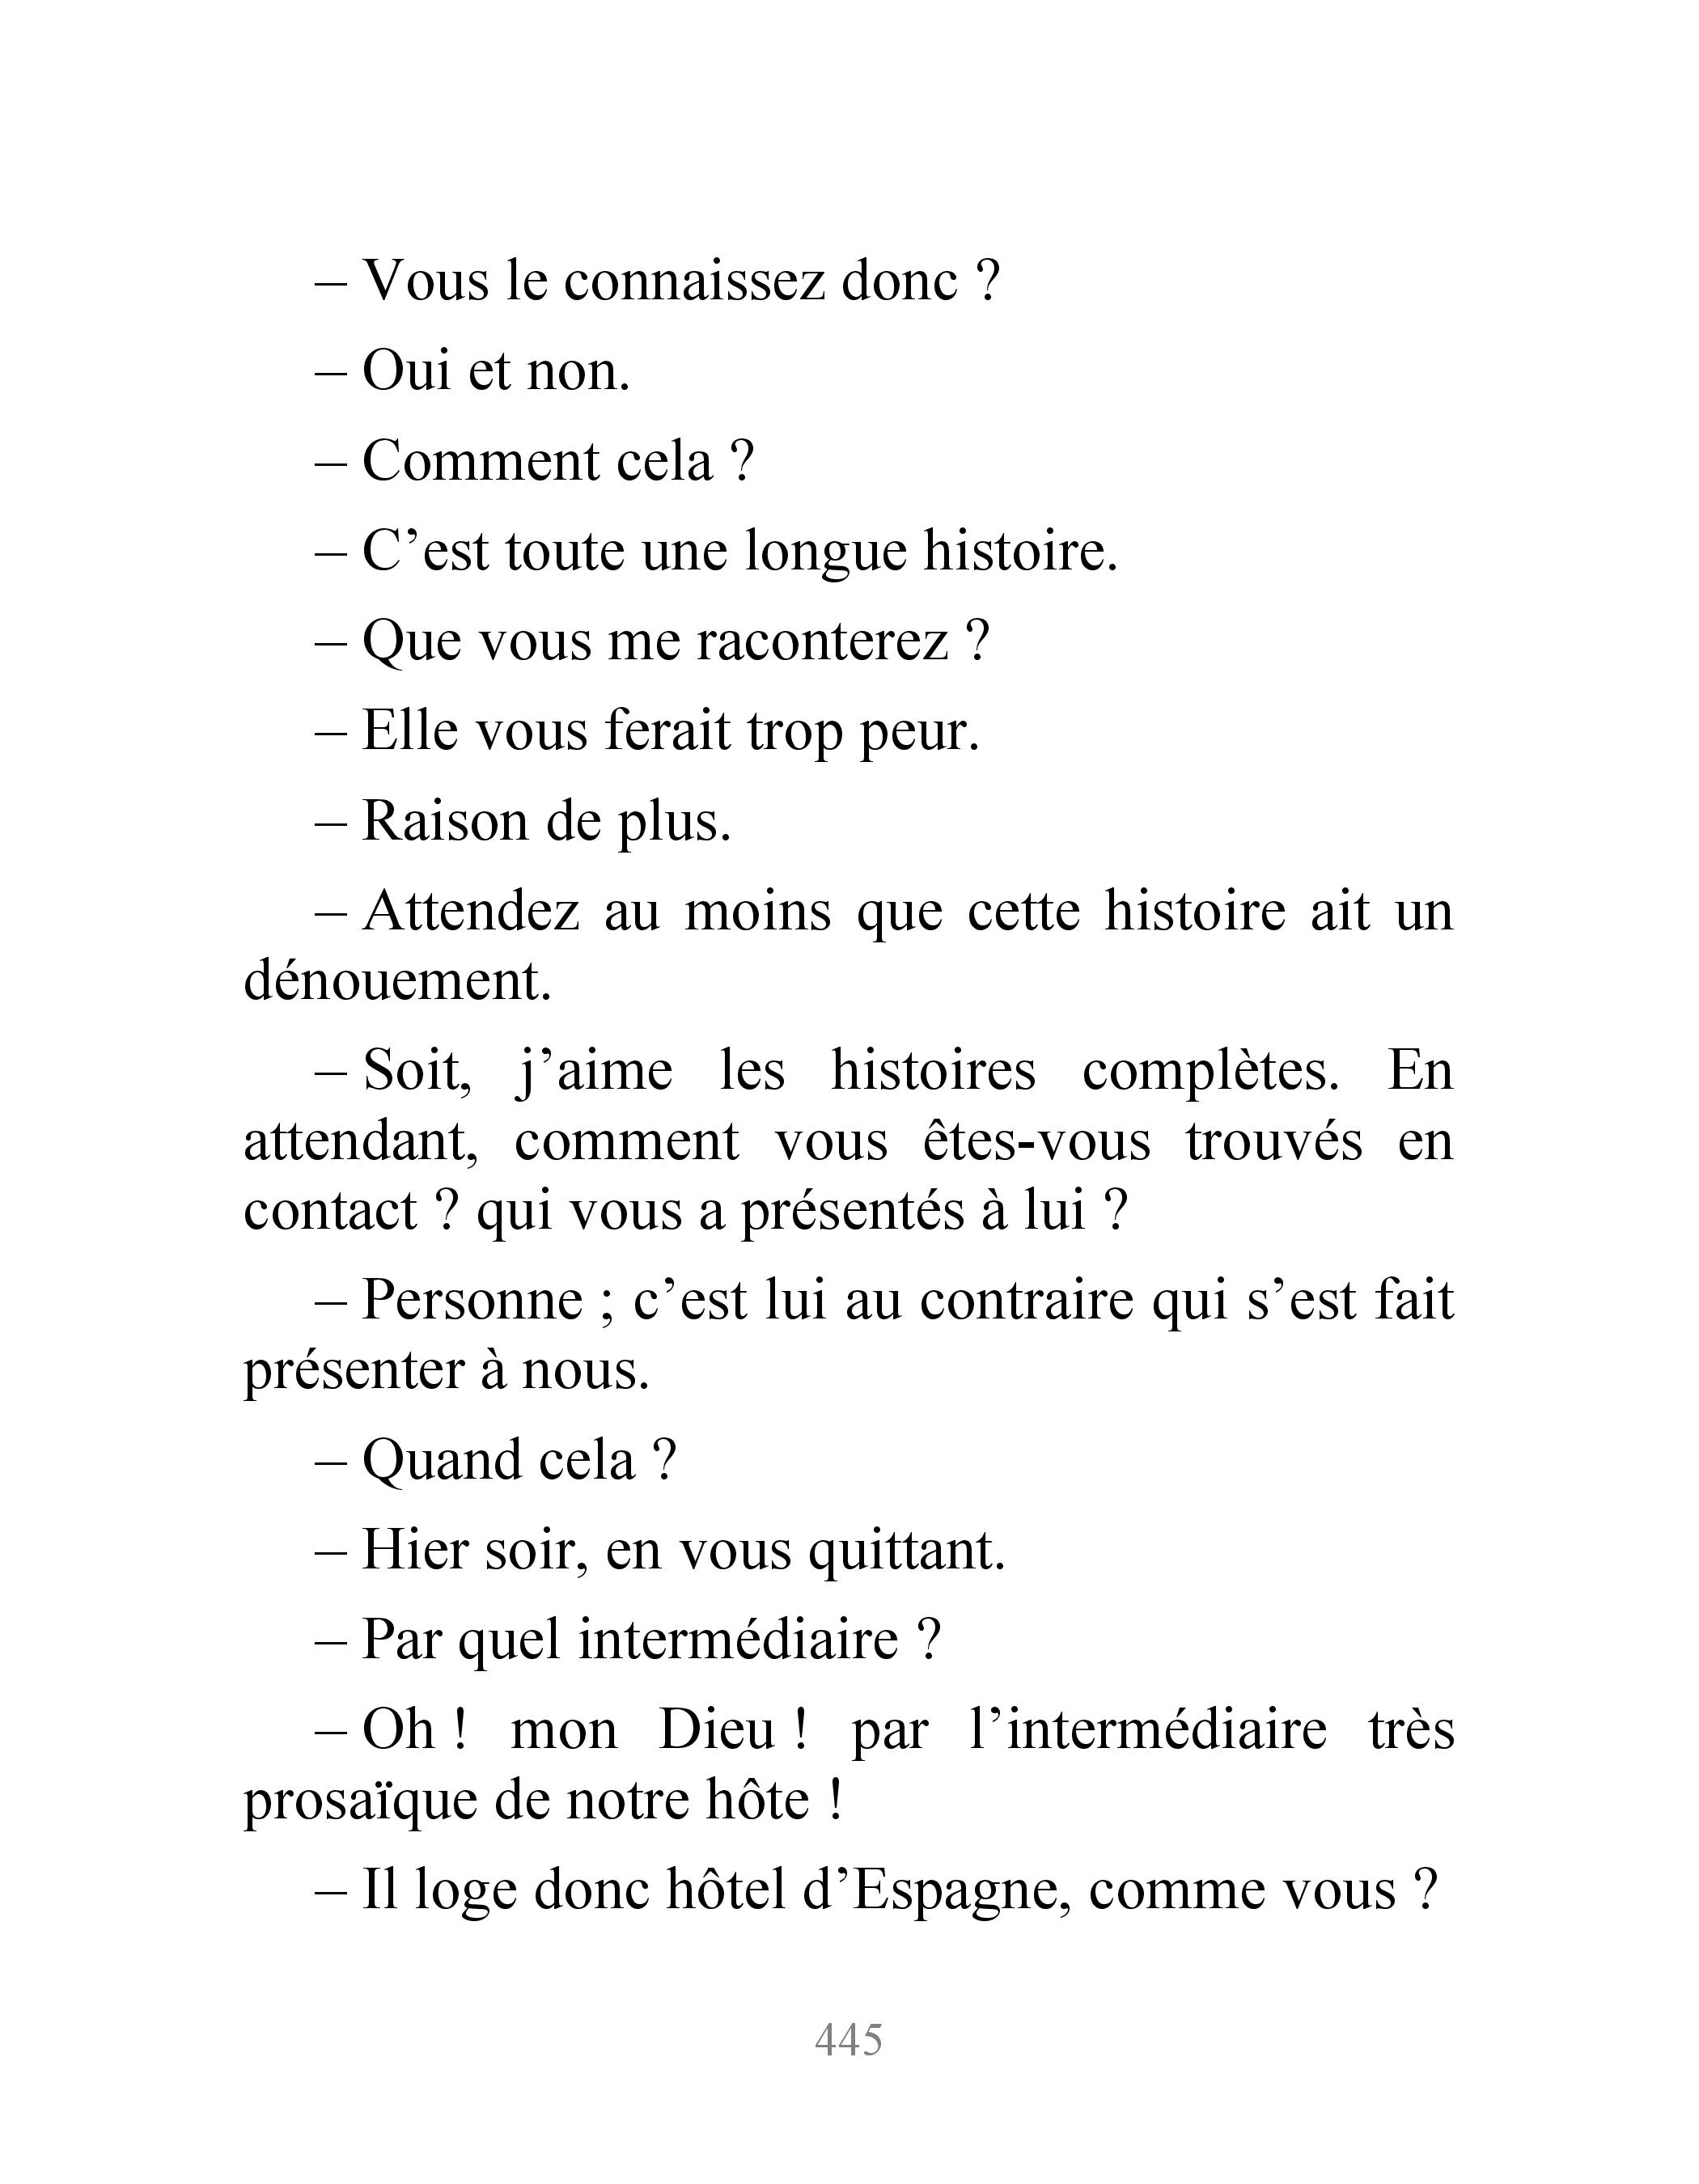 – Vous le connaissez donc ?
– Oui et non.
– Comment cela ?
– C’est toute une longue histoire.
– Que vous me raconterez ?
– Elle vous ferait trop peur.
– Raison de plus.
– Attendez au moins que cette histoire ait un
dénouement.
– Soit, j’aime les histoires complètes. En
attendant, comment vous êtes-vous trouvés en
contact ? qui vous a présentés à lui ?
– Personne ; c’est lui au contraire qui s’est fait
présenter à nous.
– Quand cela ?
– Hier soir, en vous quittant.
– Par quel intermédiaire ?
– Oh ! mon Dieu ! par l’intermédiaire très
prosaïque de notre hôte !
– Il loge donc hôtel d’Espagne, comme vous ?
445